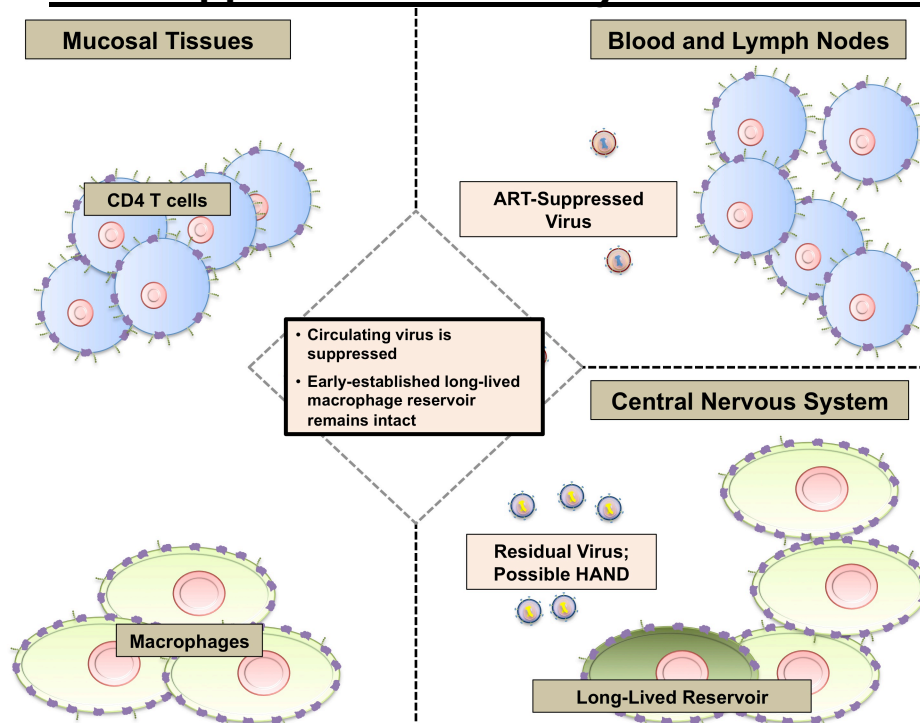 Mucosal Tissues
Blood and Lymph Nodes
CD4 T cells
ART-Suppressed
Virus
• Circulating virus is
suppressed
• Early-established long-lived
macrophage reservoir
remains intact
Central Nervous System
Residual Virus;
Possible HAND
Macrophages
Long-Lived Reservoir